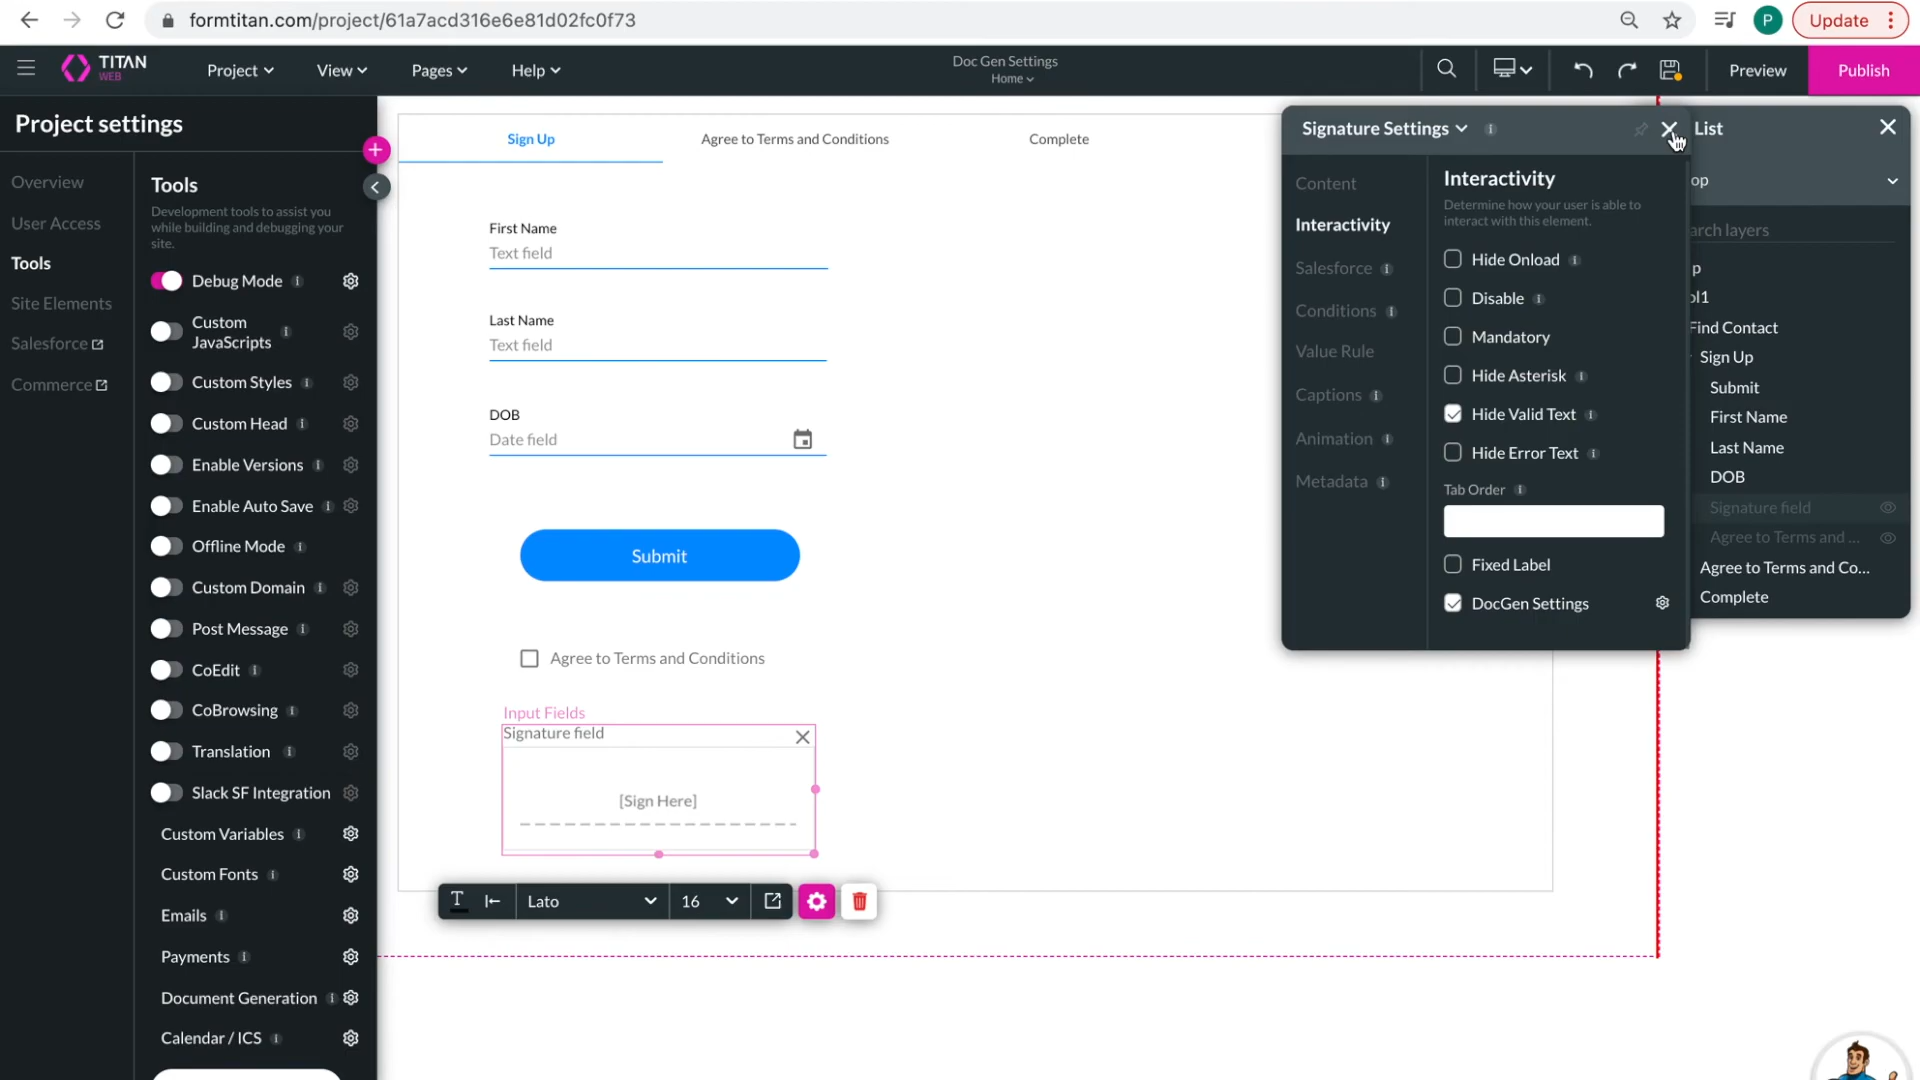 formtitan.com/project/61a7acd316e6e81d02fc0f73
P
Update
TITAN
WEB
Project
View
Pages
Help
Doc Gen Settings
Home
Preview
Publish
Project settings
Overview
User Access
Tools
Site Elements
Salesforce
Commerce
Tools
Development tools to assist you
while building and debugging your
site.
Debug Mode
Custom
JavaScripts
Custom Styles
Custom Head
Enable Versions
Enable Auto Save
Offline Mode
Custom Domain
Post Message
CoEdit
CoBrowsing
Translation
Slack SF Integration
Custom Variables
Custom Fonts
Emails
Payments
Document Generation
Calendar / ICS
Sign Up
Agree to Terms and Conditions
Complete
First Name
Text field
Last Name
Text field
DOB
Date field
Submit
Agree to Terms and Conditions
Input Fields
Signature field
[Sign Here]
Lato
16
Signature Settings
Content
Interactivity
Salesforce
Conditions
Value Rule
Captions
Animation
Metadata
Interactivity
Determine how your user is able to
interact with this element.
Hide Onload
Disable
Mandatory
Hide Asterisk
Hide Valid Text
Hide Error Text
Tab Order
Fixed Label
DocGen Settings
List
op
arch layers
p
ol1
Find Contact
Sign Up
Submit
First Name
Last Name
DOB
Signature field
Agree to Terms and ...
Agree to Terms and Co...
Complete